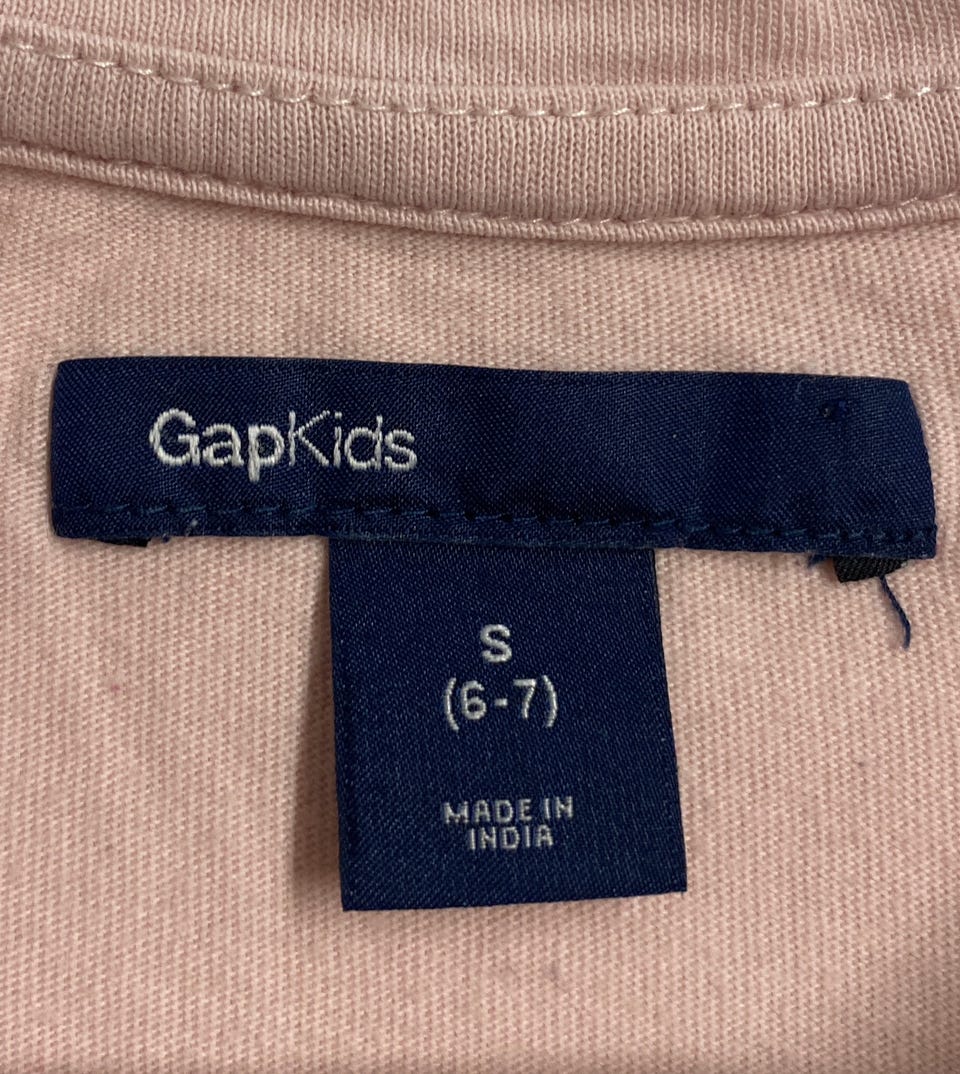 GapKids
S
(6-7)
MADE IN
INDIA